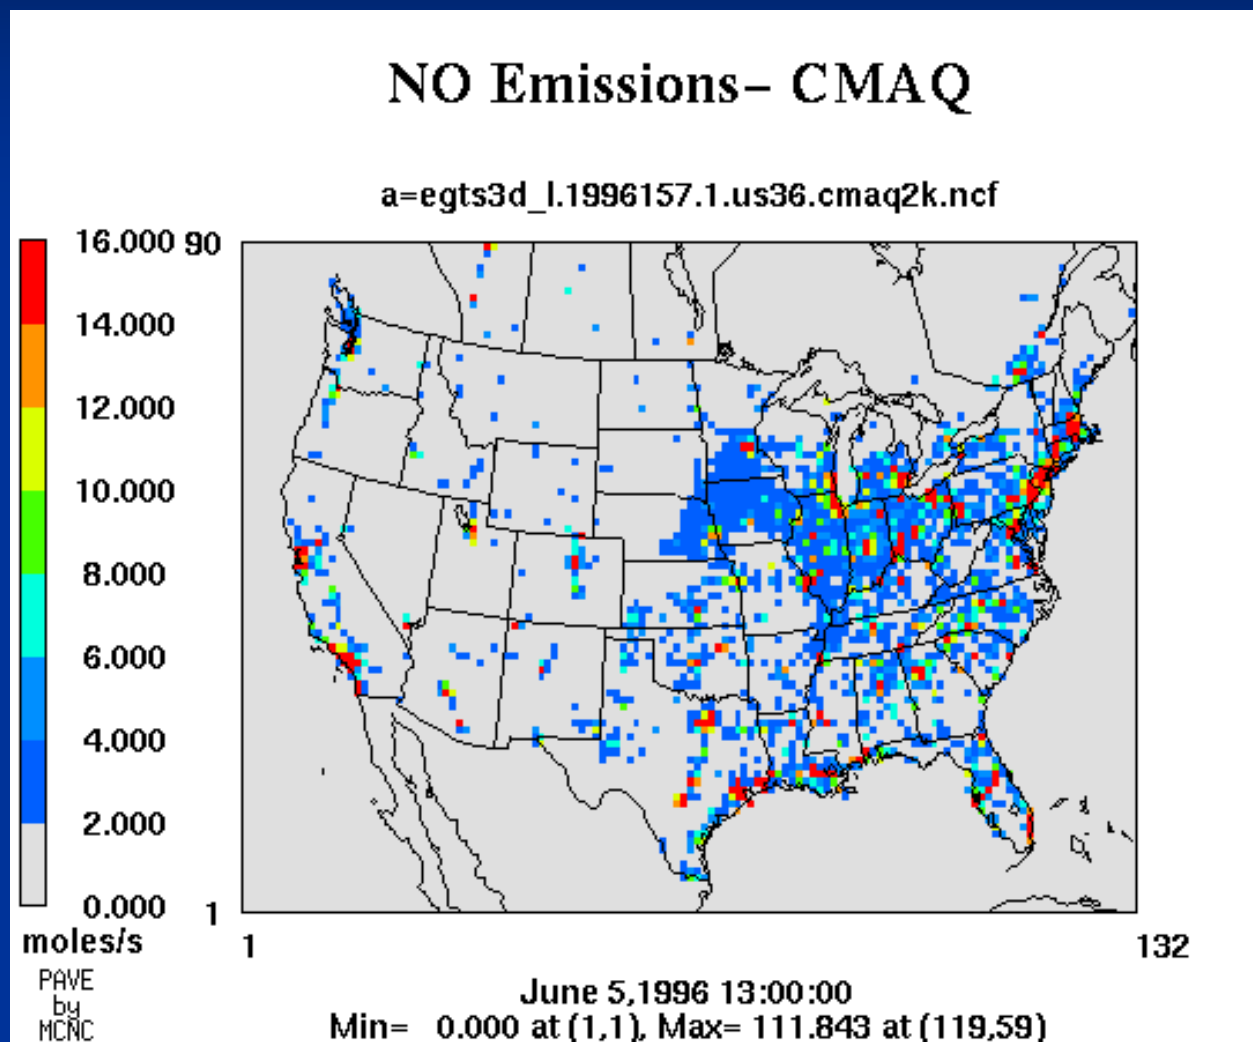 NO Emissions– CMAQ
a=egts3d_l.1996157.1.us36.cmaq2k.ncf
16.000
14.000
12.000
10.000
8.000
6.000
4.000
2.000
0.000
moles/s
PAVE
by
MCNC
90
1
1
132
June 5,1996 13:00:00
Min= 0.000 at (1,1), Max= 111.843 at (119,59)